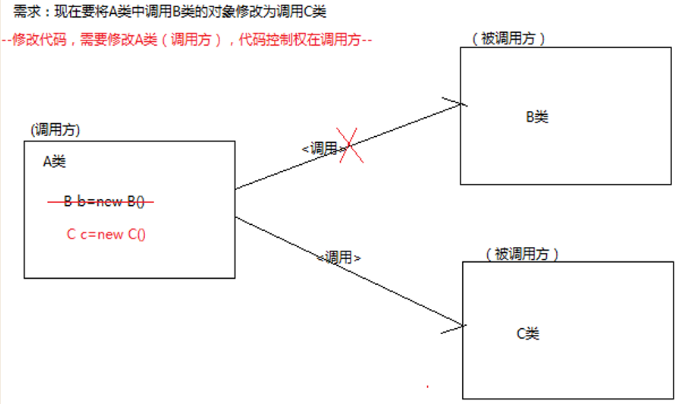 需求：现在要将A类中调用B类的对象修改为调用C类
--修改代码，需要修改A类（调用方），代码控制权在调用方--
（被调用方）
B类
(调用方)
<调用>
A类
B b=new B()
C c=new C()
（被调用方）
<调用>
C类